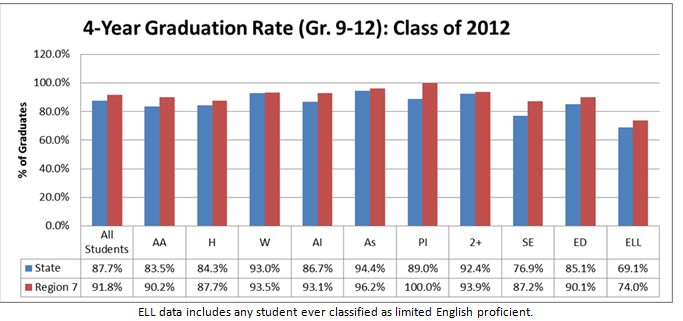 4-Year Graduation Rate (Gr. 9-12): Class of 2012
% of Graduates
120.0%
100.0%
80.0%
60.0%
40.0%
20.0%
0.0%
All Students AA H W AI As PI 2+ SE ED ELL
State 87.7% 83.5% 84.3% 93.0% 86.7% 94.4% 89.0% 92.4% 76.9% 85.1% 69.1%
Region 7 91.8% 90.2% 87.7% 93.5% 93.1% 96.2% 100.0% 93.9% 87.2% 90.1% 74.0%
ELL data includes any student ever classified as limited English proficient.